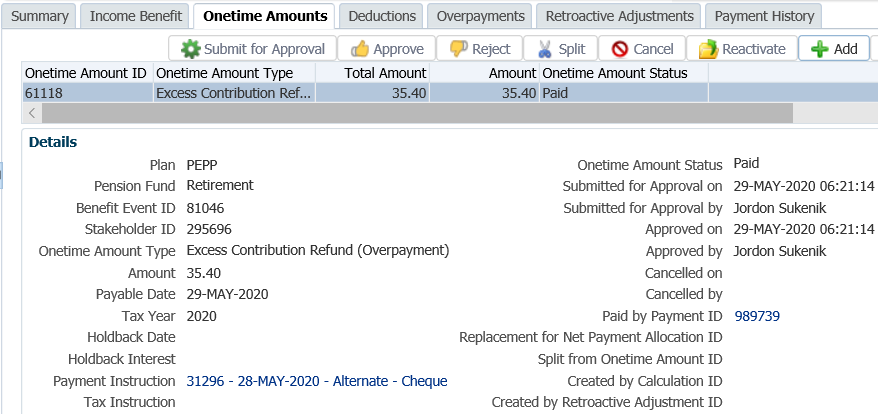 Summary Income Benefit Onetime Amounts Deductions Overpayments Retroactive Adjustments Payment History
Submit for Approval Approve Reject Split Cancel Reactivate Add
Onetime Amount ID Onetime Amount Type Total Amount Amount Onetime Amount Status
61118 Excess Contribution Ref... 35.40 35.40 Paid
Details
Plan PEPP Onetime Amount Status Paid
Pension Fund Retirement Submitted for Approval on 29-MAY-2020 06:21:14
Benefit Event ID 81046 Submitted for Approval by Jordon Sukenik
Stakeholder ID 295696 Approved on 29-MAY-2020 06:21:14
Onetime Amount Type Excess Contribution Refund (Overpayment) Approved by Jordon Sukenik
Amount 35.40 Cancelled on
Payable Date 29-MAY-2020 Cancelled by
Tax Year 2020 Paid by Payment ID 989739
Holdback Date Replacement for Net Payment Allocation ID
Holdback Interest Split from Onetime Amount ID
Payment Instruction 31296 - 28-MAY-2020 - Alternate - Cheque Created by Calculation ID
Tax Instruction Created by Retroactive Adjustment ID